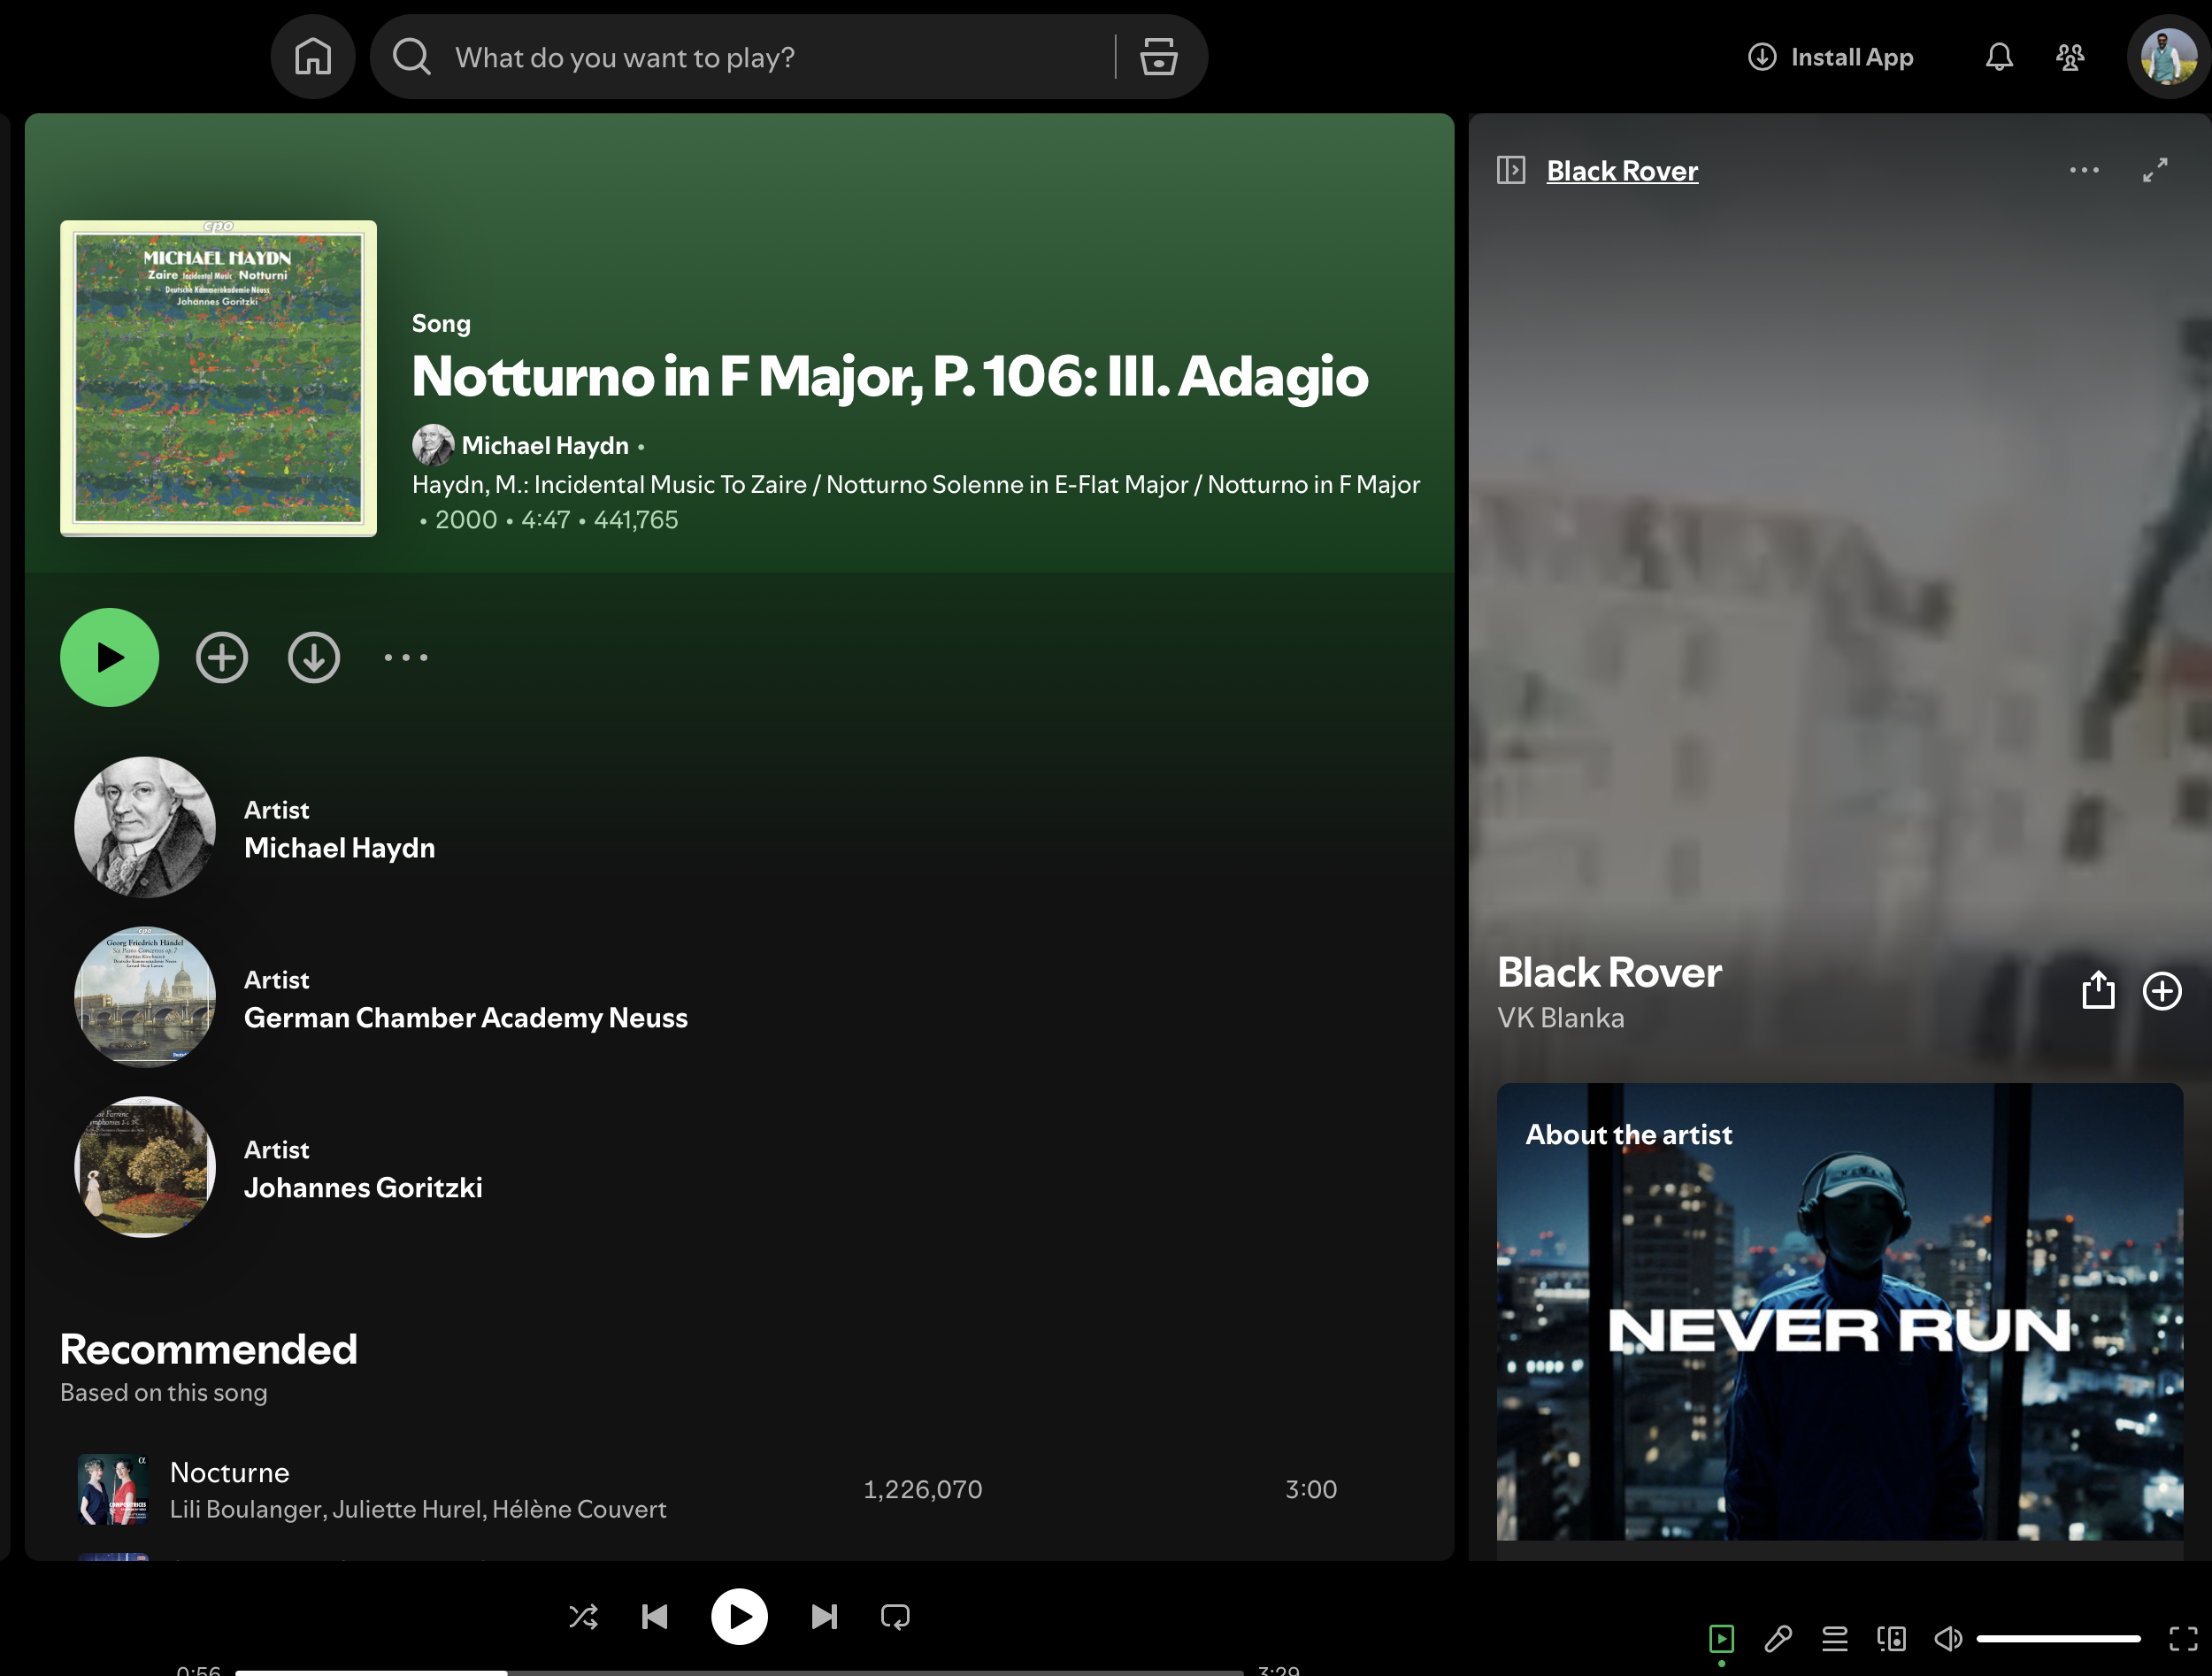 What do you want to play?
Install App
cpo
MICHAEL HAYDN
Zaire Incidental Music Notturni
Deutsche Kammerakademie Neuss
Johannes Goritzki
Song
Notturno in F Major, P. 106: III. Adagio
Michael Haydn •
Haydn, M.: Incidental Music To Zaire / Notturno Solenne in E-Flat Major / Notturno in F Major
• 2000 • 4:47 • 441,765
Artist
Michael Haydn
cpo
Georg Friedrich Händel
Artist
German Chamber Academy Neuss
Artist
Johannes Goritzki
Recommended
Based on this song
Nocturne
Lili Boulanger, Juliette Hurel, Hélène Couvert
1,226,070
3:00
Black Rover
Black Rover
VK Blanka
About the artist
NEVER RUN
0:56
3:29